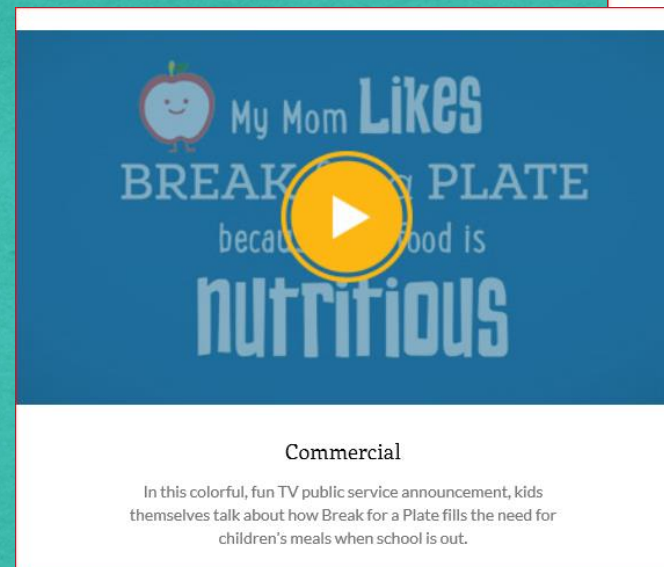 My Mom Likes
BREAK a PLATE
because food is
nutritious
Commercial
In this colorful, fun TV public service announcement, kids
themselves talk about how Break for a Plate fills the need for
children's meals when school is out.